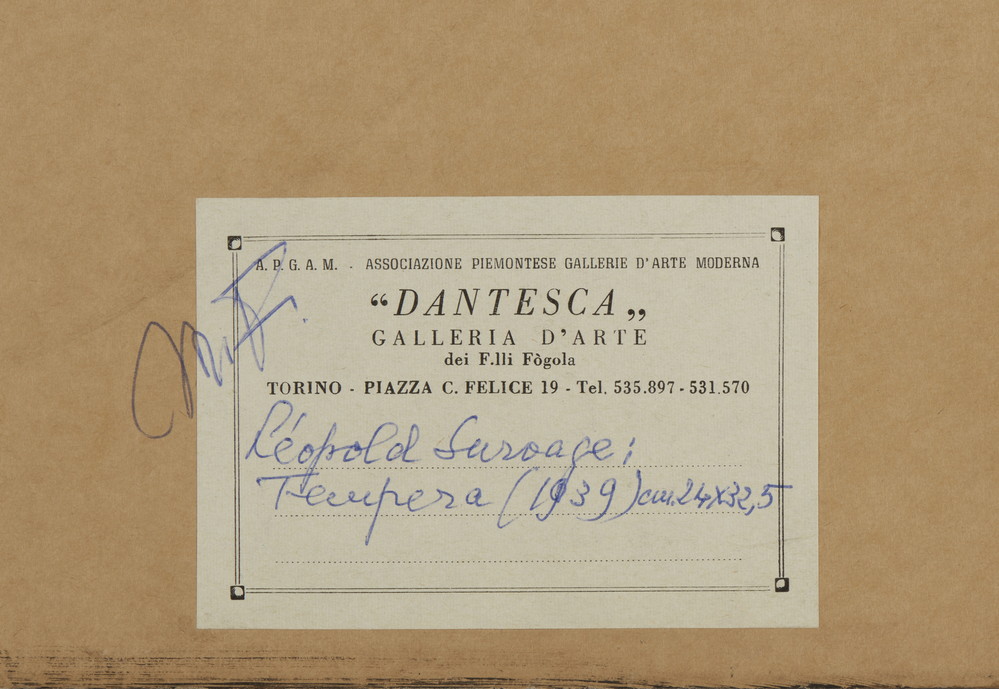 A. P. G. A. M. - ASSOCIAZIONE PIEMONTESE GALLERIE D'ARTE MODERNA
“DANTESCA„
GALLERIA D'ARTE
dei F.lli Fògola
TORINO - PIAZZA C. FELICE 19 - Tel. 535.897 - 531.570
Léopold Survage;
Tempera (1939) cm. 24x32,5